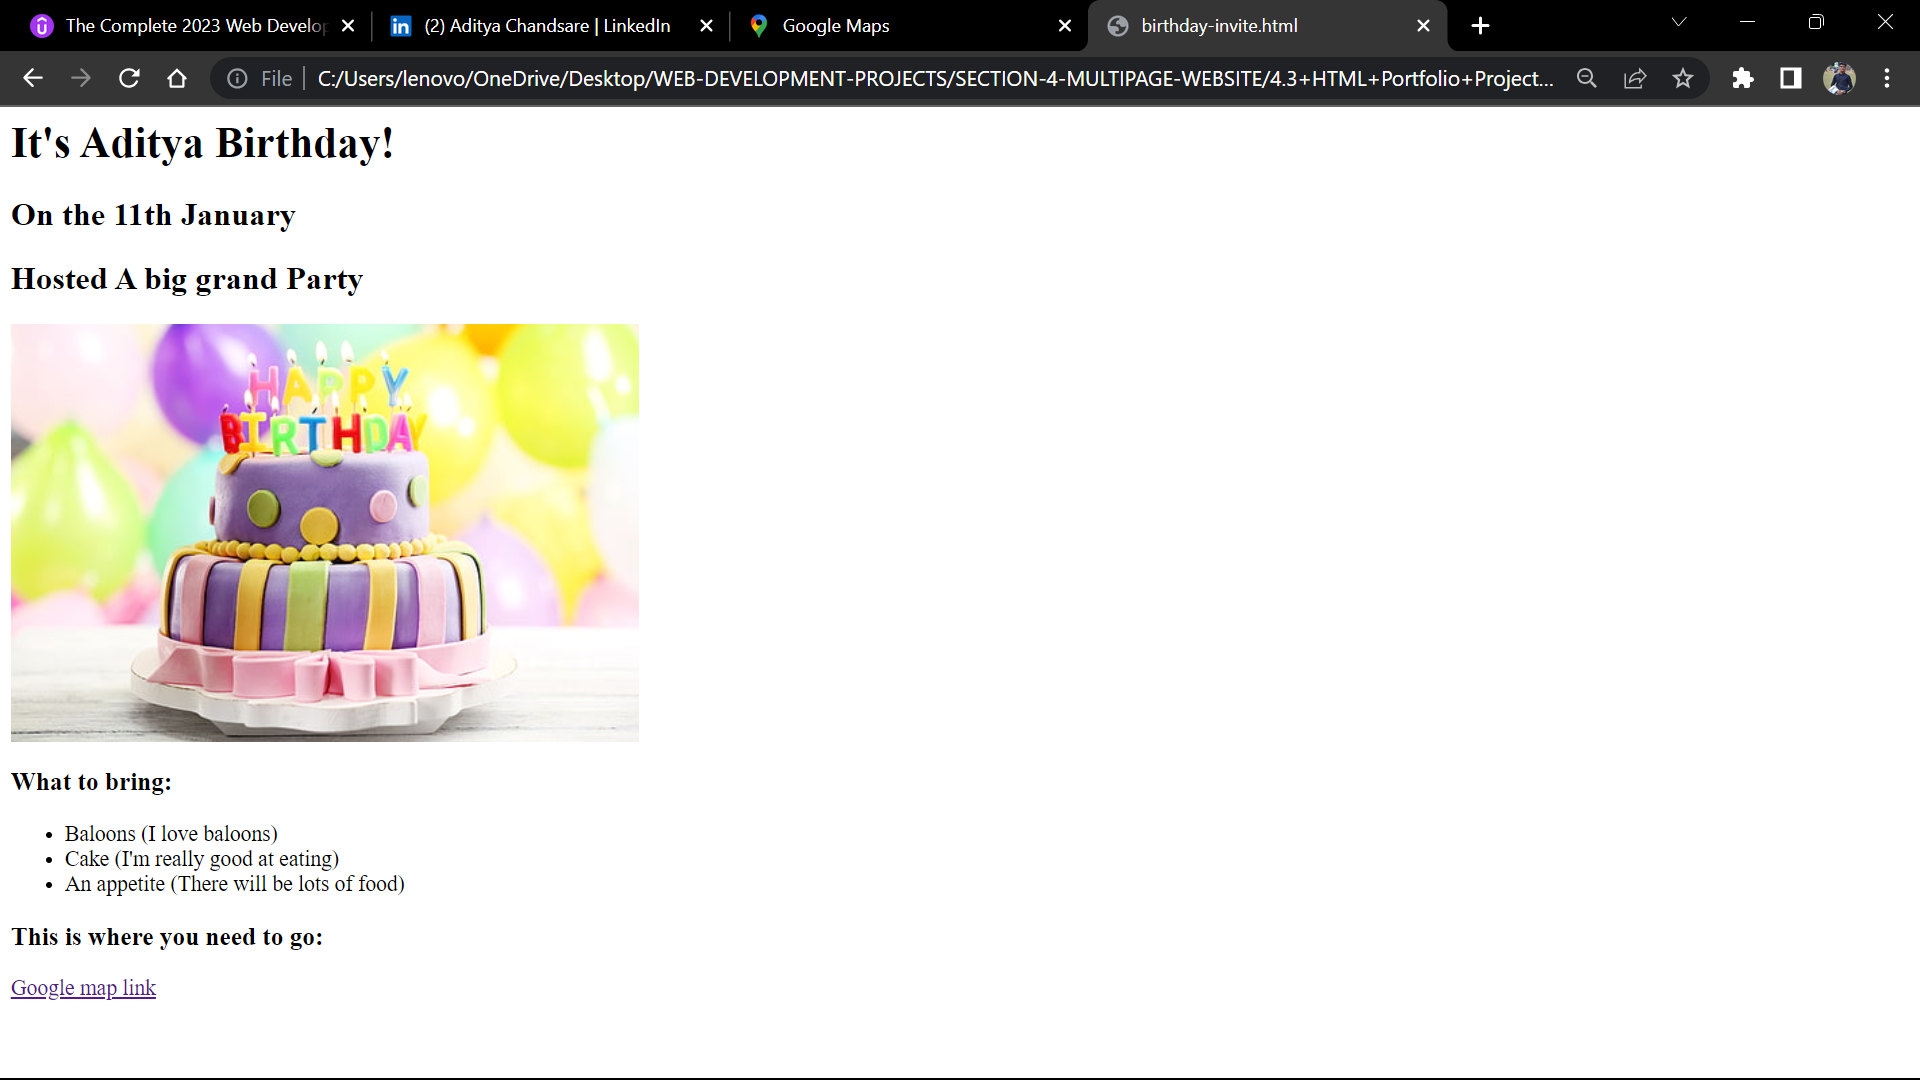 The Complete 2023 Web Develop
(2) Aditya Chandsare | LinkedIn
Google Maps
birthday-invite.html
File
C:/Users/lenovo/OneDrive/Desktop/WEB-DEVELOPMENT-PROJECTS/SECTION-4-MULTIPAGE-WEBSITE/4.3+HTML+Portfolio+Project...
It's Aditya Birthday!
On the 11th January
Hosted A big grand Party
HAPPY
BIRTHDAY
What to bring:
• Baloons (I love baloons)
• Cake (I'm really good at eating)
• An appetite (There will be lots of food)
This is where you need to go:
Google map link